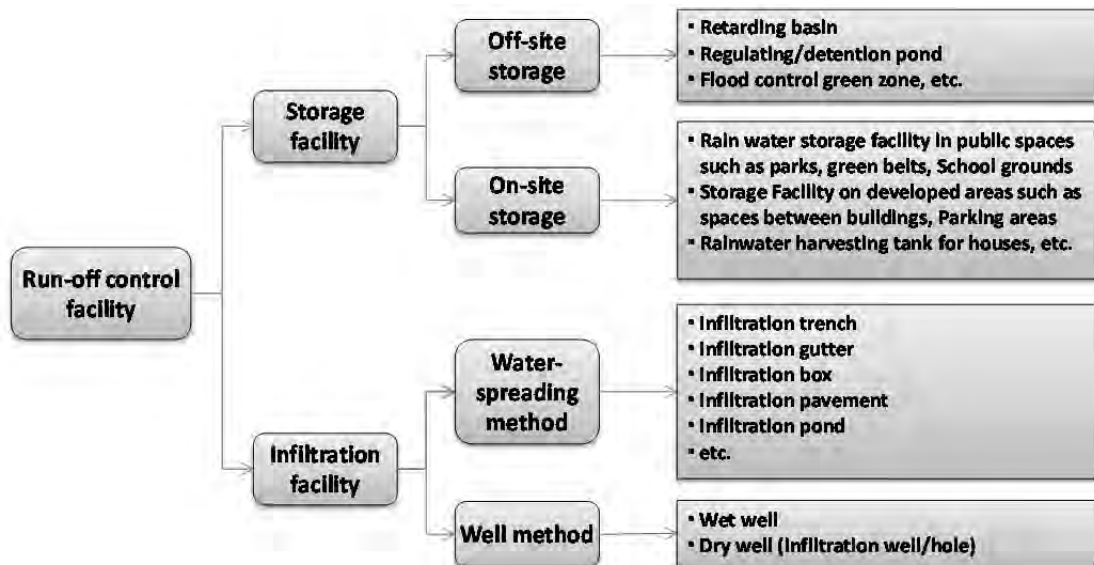 Run-off control
facility
Storage
facility
Off-site
storage
▪ Retarding basin
▪ Regulating/detention pond
▪ Flood control green zone, etc.
On-site
storage
▪ Rain water storage facility in public spaces
such as parks, green belts, School grounds
▪ Storage Facility on developed areas such as
spaces between buildings, Parking areas
▪ Rainwater harvesting tank for houses, etc.
Infiltration
facility
Water-
spreading
method
▪ Infiltration trench
▪ Infiltration gutter
▪ Infiltration box
▪ Infiltration pavement
▪ Infiltration pond
▪ etc.
Well method
▪ Wet well
▪ Dry well (Infiltration well/hole)